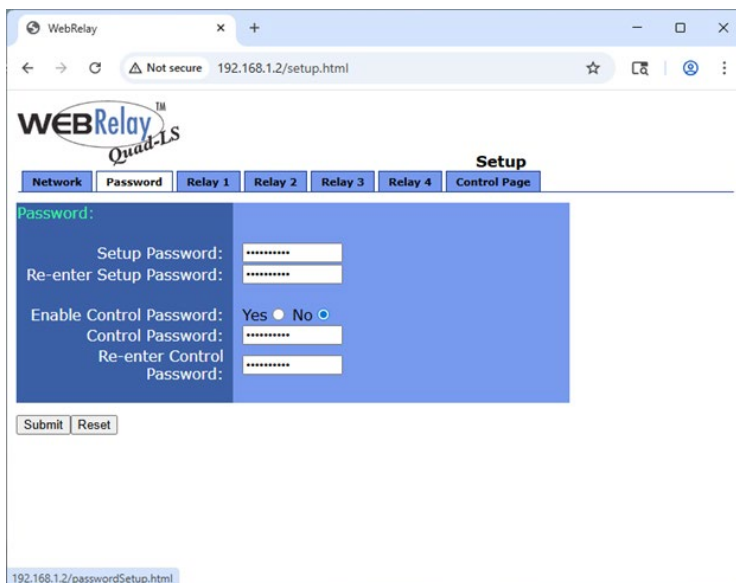 WebRelay
Not secure 192.168.1.2/setup.html
WEBRelay™
Quad-LS
Setup
Network Password Relay 1 Relay 2 Relay 3 Relay 4 Control Page
Password:
Setup Password: ••••••••••
Re-enter Setup Password: ••••••••••
Enable Control Password: Yes No
Control Password: ••••••••••
Re-enter Control
Password: ••••••••••
Submit Reset
192.168.1.2/passwordSetup.html